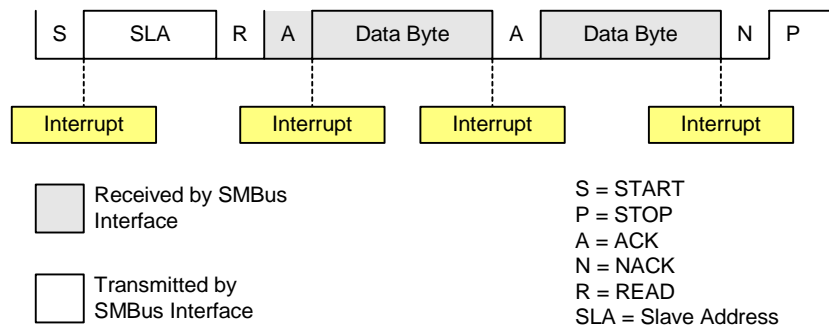 S SLA R A Data Byte A Data Byte N P
Interrupt Interrupt Interrupt Interrupt
Received by SMBus
Interface
Transmitted by
SMBus Interface
S = START
P = STOP
A = ACK
N = NACK
R = READ
SLA = Slave Address